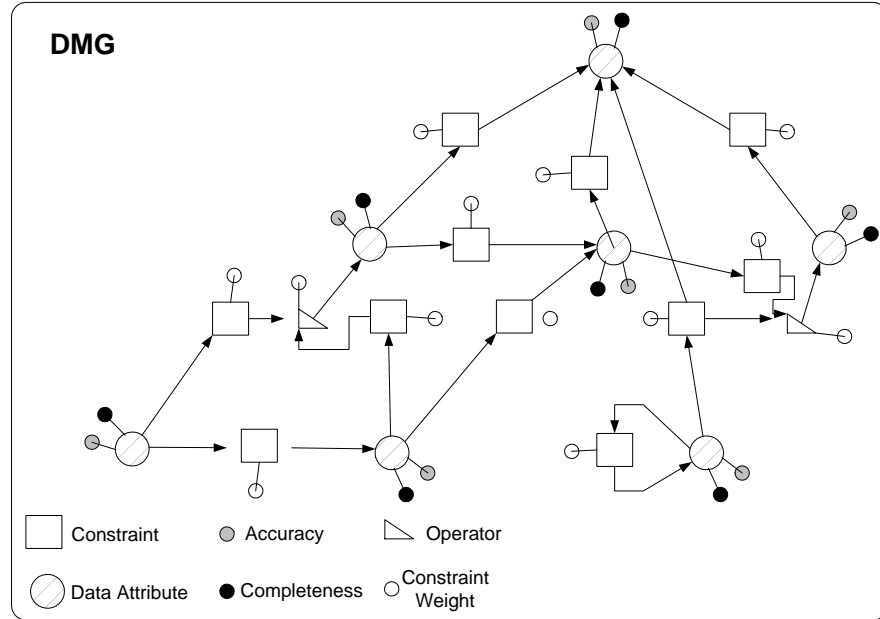 DMG
Constraint
Accuracy
Operator
Data Attribute
Completeness
Constraint
Weight